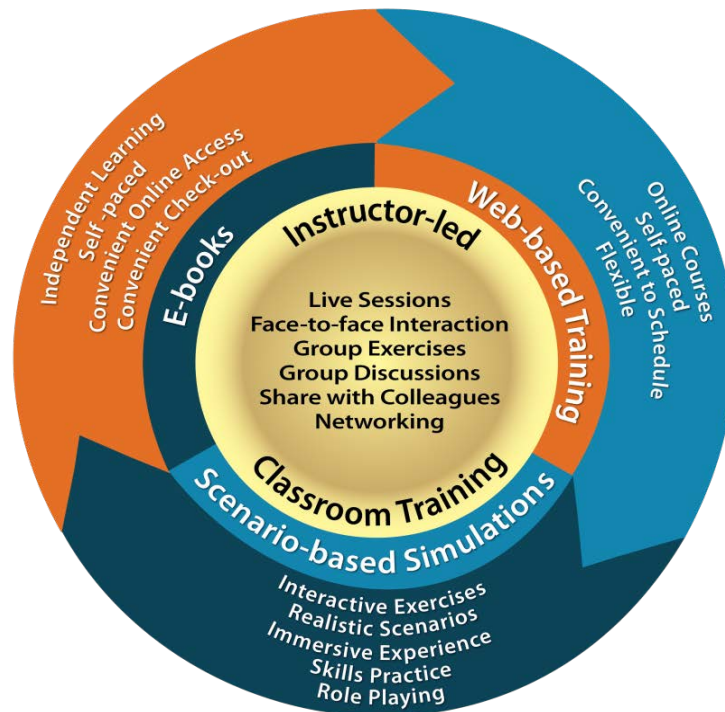 Independent Learning
Self -paced
Convenient Online Access
Convenient Check-out
E-books
Instructor-led
Live Sessions
Face-to-face Interaction
Group Exercises
Group Discussions
Share with Colleagues
Networking
Classroom Training
Web-based Training
Online Courses
Self-paced
Convenient to Schedule
Flexible
Scenario-based Simulations
Interactive Exercises
Realistic Scenarios
Immersive Experience
Skills Practice
Role Playing